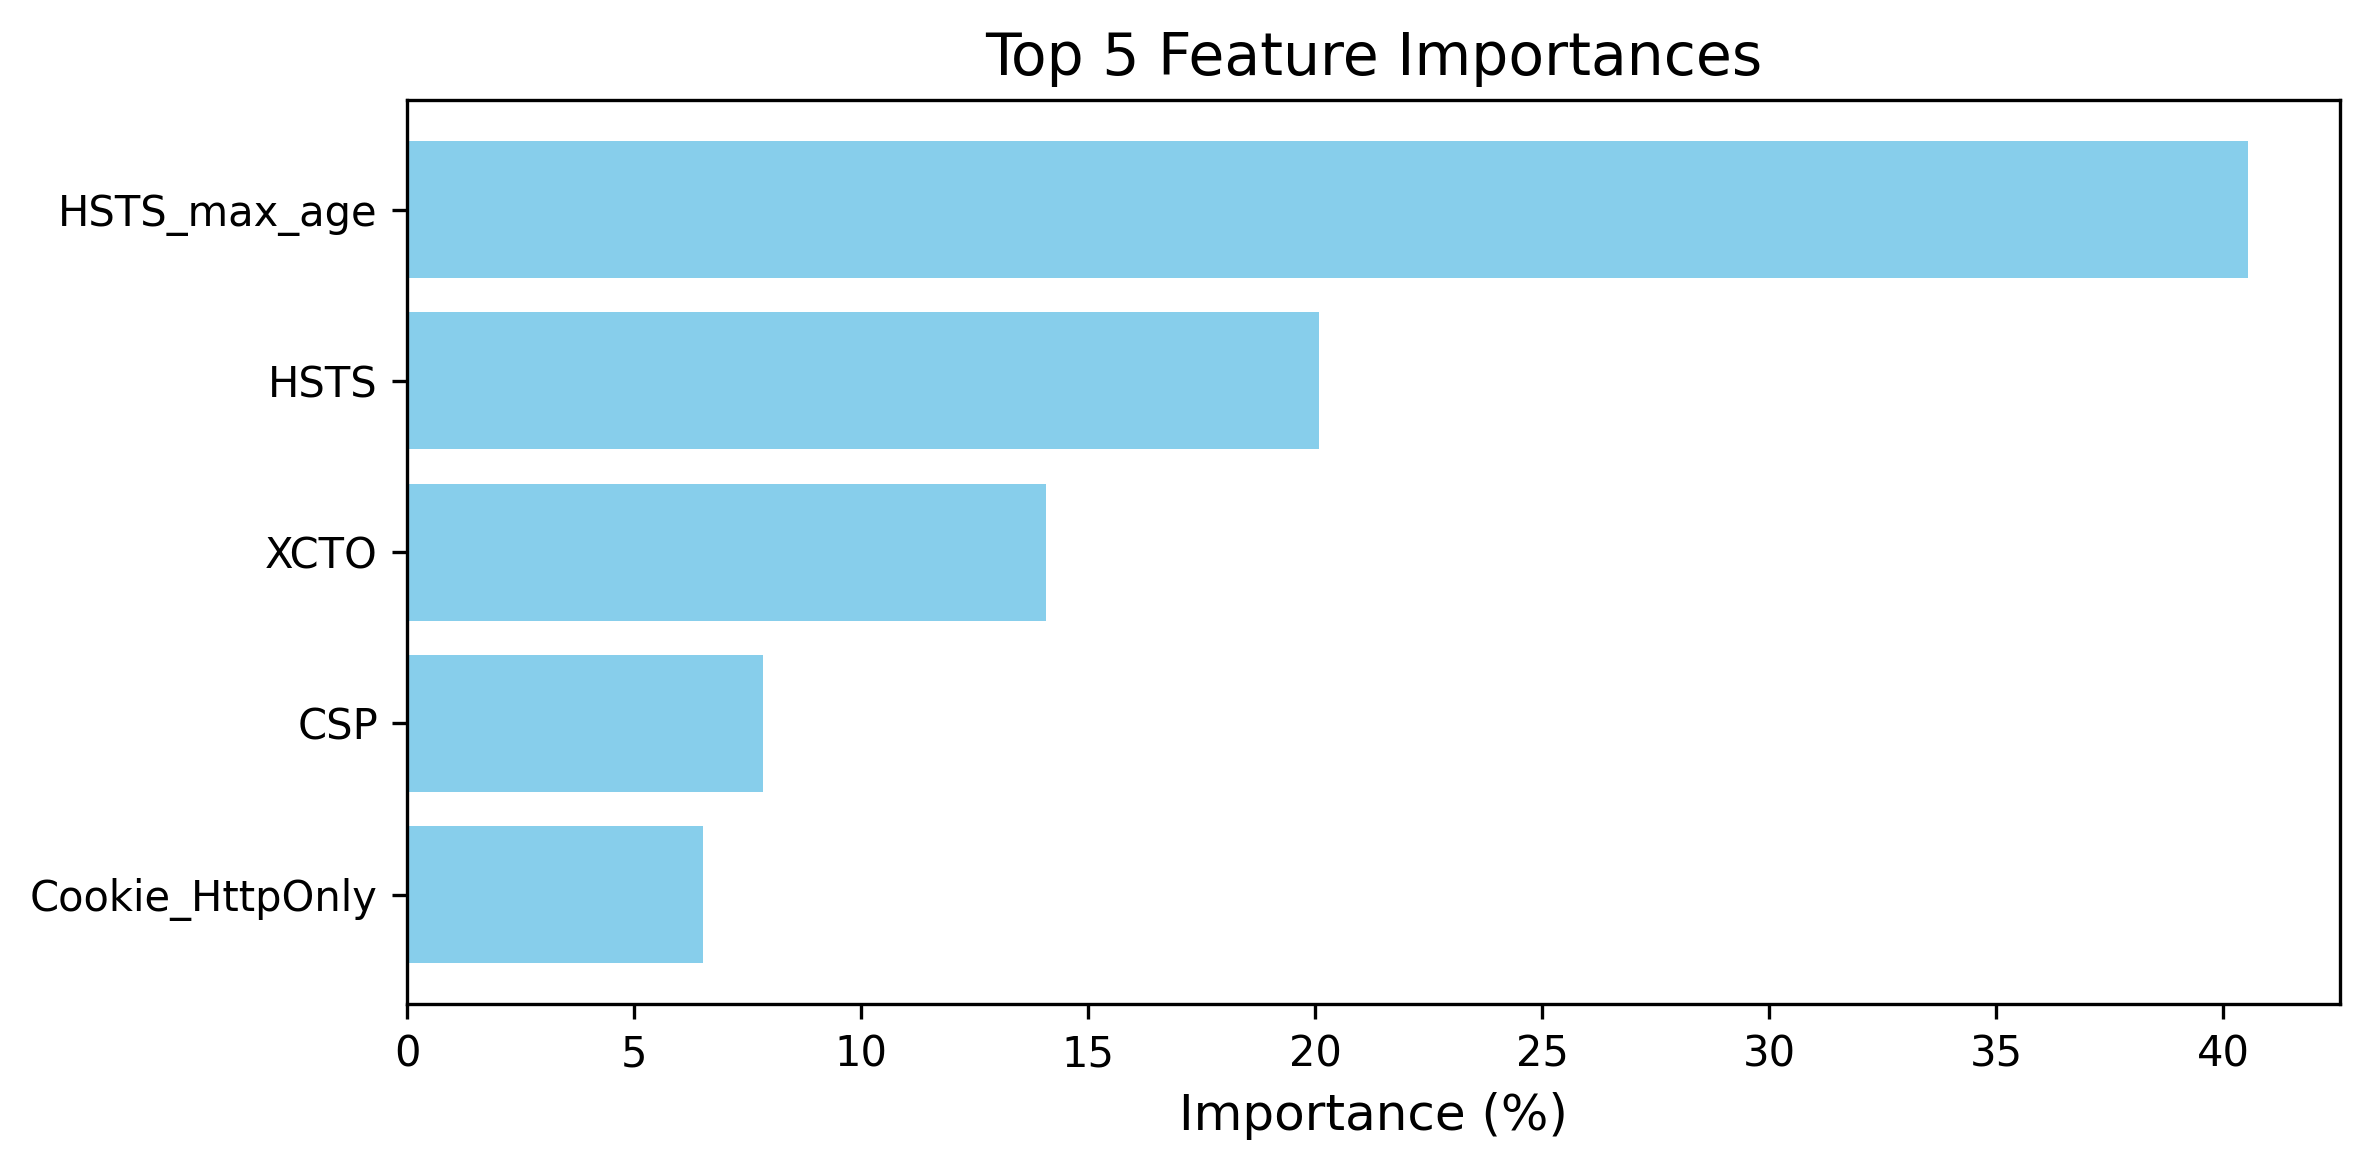 Top 5 Feature Importances
HSTS_max_age
HSTS
XCTO
CSP
Cookie_HttpOnly
0 5 10 15 20 25 30 35 40
Importance (%)